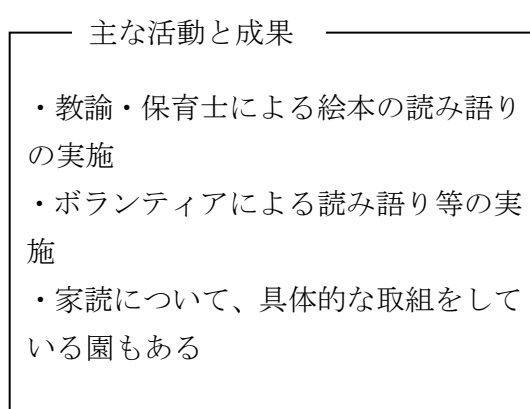 主な活動と成果
・教諭・保育士による絵本の読み語り
の実施
・ボランティアによる読み語り等の実
施
・家読について、具体的な取組をして
いる園もある